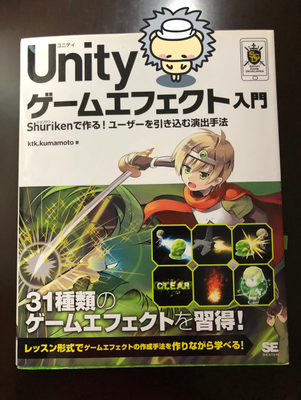 ユニティ
Unity
ゲームエフェクト入門
Shurikenで作る！ユーザーを引き込む演出手法
ktk.kumamoto 著
CLEAR
31種類の
ゲームエフェクトを習得！
レッスン形式でゲームエフェクトの作成手法を作りながら学べる！
SE
SHOEISHA